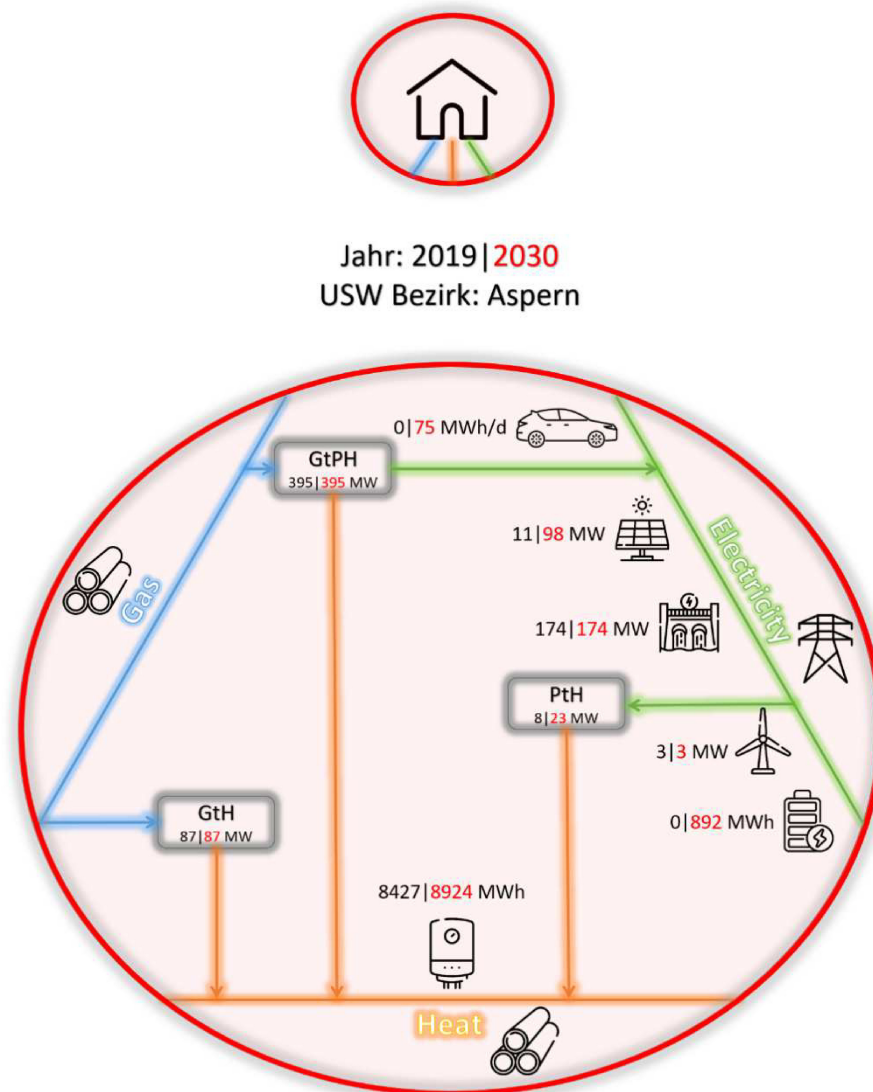 Jahr: 2019|2030
USW Bezirk: Aspern
0|75 MWh/d
GtPH
395|395 MW
11|98 MW
Gas
Electricity
174|174 MW
PtH
8|23 MW
3|3 MW
GtH
87|87 MW
0|892 MWh
8427|8924 MWh
Heat